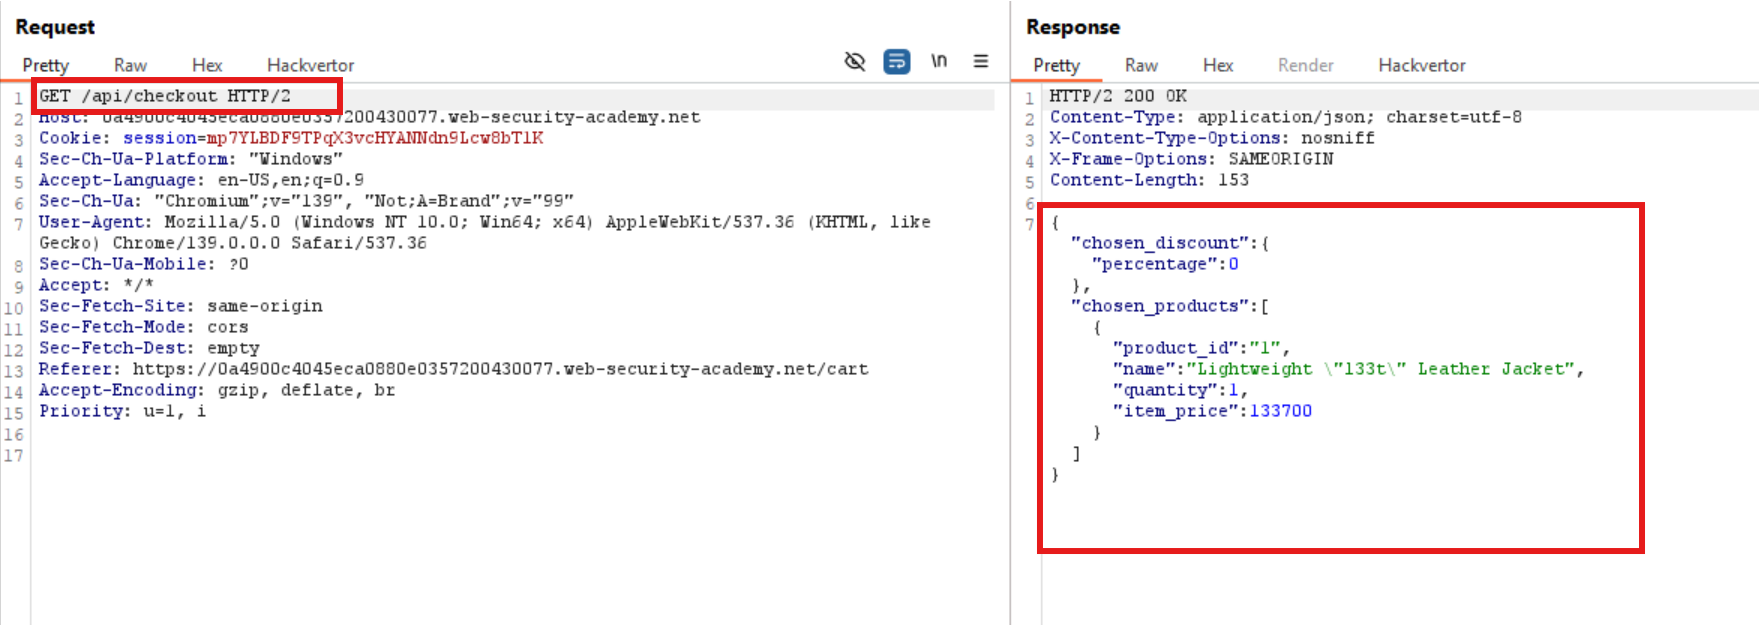 Request
Pretty Raw Hex Hackvertor \n
1 GET /api/checkout HTTP/2
2 Host: 0a4900c4045eca0880e0357200430077.web-security-academy.net
3 Cookie: session=mp7YLBDF9TPqX3vcHYANNdn9Lcw8bT1K
4 Sec-Ch-Ua-Platform: "Windows"
5 Accept-Language: en-US,en;q=0.9
6 Sec-Ch-Ua: "Chromium";v="139", "Not;A=Brand";v="99"
7 User-Agent: Mozilla/5.0 (Windows NT 10.0; Win64; x64) AppleWebKit/537.36 (KHTML, like
Gecko) Chrome/139.0.0.0 Safari/537.36
8 Sec-Ch-Ua-Mobile: ?0
9 Accept: */*
10 Sec-Fetch-Site: same-origin
11 Sec-Fetch-Mode: cors
12 Sec-Fetch-Dest: empty
13 Referer: https://0a4900c4045eca0880e0357200430077.web-security-academy.net/cart
14 Accept-Encoding: gzip, deflate, br
15 Priority: u=1, i
16
17
Response
Pretty Raw Hex Render Hackvertor
1 HTTP/2 200 OK
2 Content-Type: application/json; charset=utf-8
3 X-Content-Type-Options: nosniff
4 X-Frame-Options: SAMEORIGIN
5 Content-Length: 153
6
7 {
"chosen_discount":{
"percentage":0
},
"chosen_products":[
{
"product_id":"1",
"name":"Lightweight \"l33t\" Leather Jacket",
"quantity":1,
"item_price":133700
}
]
}